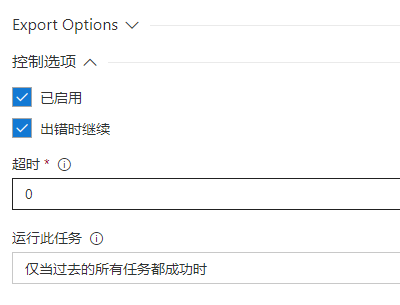 Export Options
控制选项
已启用
出错时继续
超时 *
0
运行此任务
仅当过去的所有任务都成功时